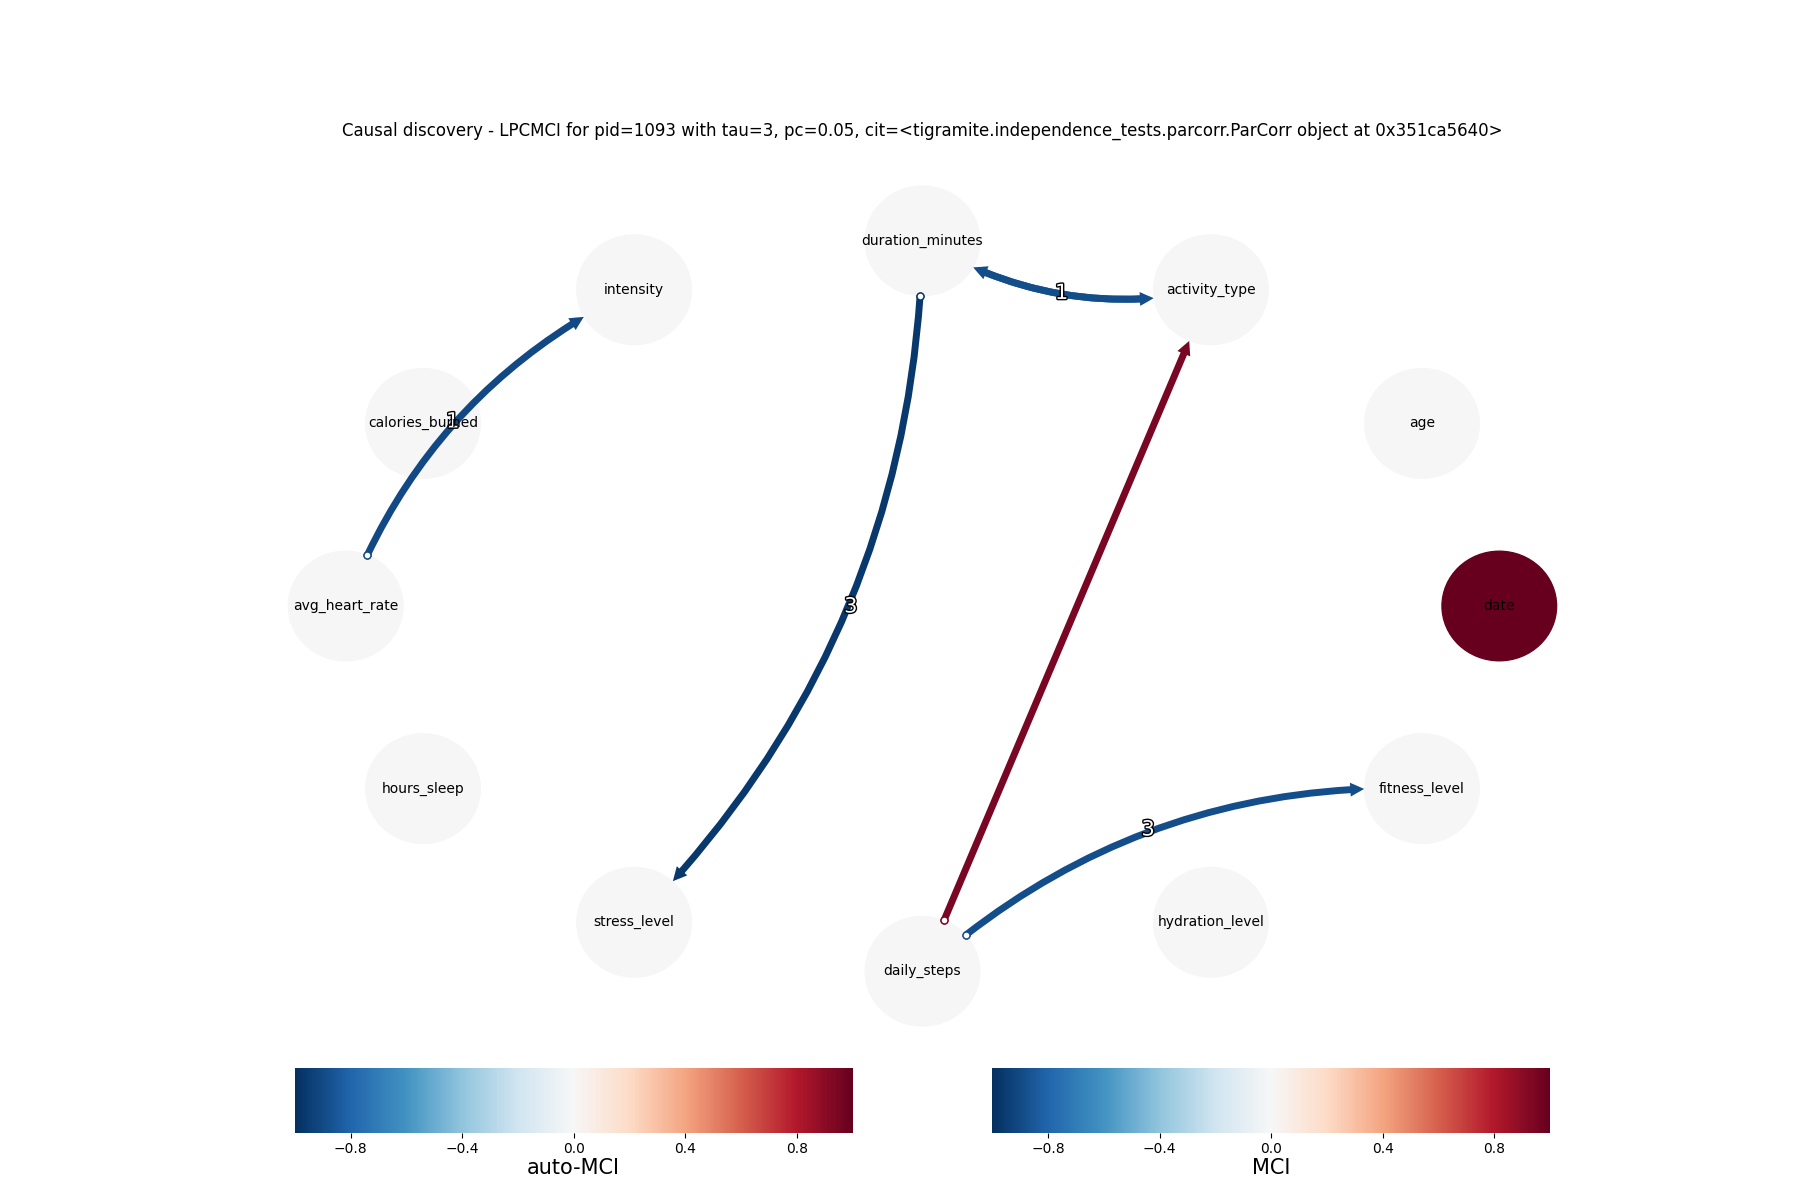 Causal discovery - LPCMCI for pid=1093 with tau=3, pc=0.05, cit=<tigramite.independence_tests.parcorr.ParCorr object at 0x351ca5640>
duration_minutes
intensity
activity_type
1
calories_burned
1
age
avg_heart_rate
3
date
hours_sleep
fitness_level
3
stress_level
hydration_level
daily_steps
−0.8 −0.4 0.0 0.4 0.8
auto-MCI
−0.8 −0.4 0.0 0.4 0.8
MCI